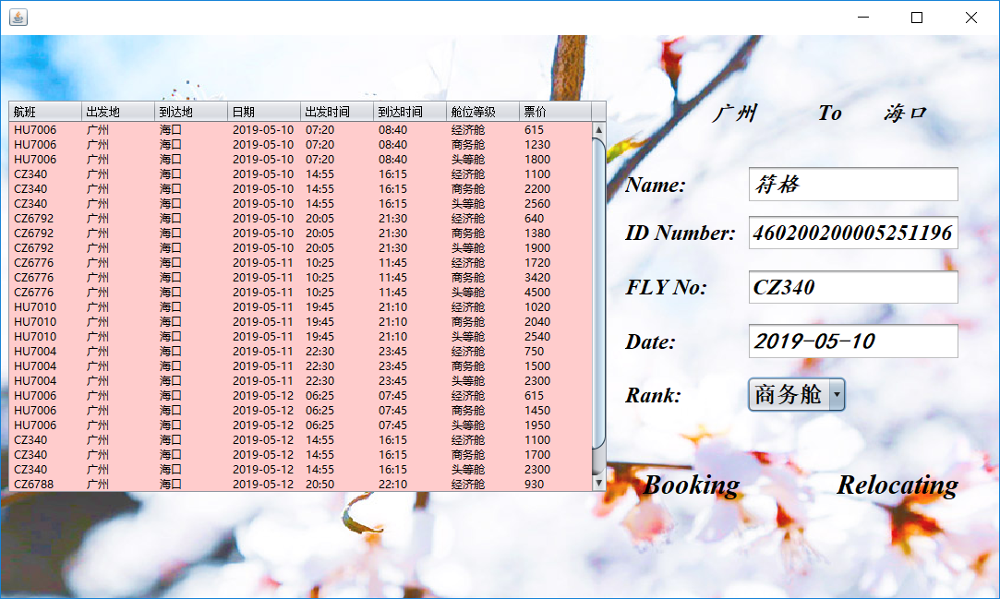 航班 出发地 到达地 日期 出发时间 到达时间 舱位等级 票价
HU7006 广州 海口 2019-05-10 07:20 08:40 经济舱 615
HU7006 广州 海口 2019-05-10 07:20 08:40 商务舱 1230
HU7006 广州 海口 2019-05-10 07:20 08:40 头等舱 1800
CZ340 广州 海口 2019-05-10 14:55 16:15 经济舱 1100
CZ340 广州 海口 2019-05-10 14:55 16:15 商务舱 2200
CZ340 广州 海口 2019-05-10 14:55 16:15 头等舱 2560
CZ6792 广州 海口 2019-05-10 20:05 21:30 经济舱 640
CZ6792 广州 海口 2019-05-10 20:05 21:30 商务舱 1380
CZ6792 广州 海口 2019-05-10 20:05 21:30 头等舱 1900
CZ6776 广州 海口 2019-05-11 10:25 11:45 经济舱 1720
CZ6776 广州 海口 2019-05-11 10:25 11:45 商务舱 3420
CZ6776 广州 海口 2019-05-11 10:25 11:45 头等舱 4500
HU7010 广州 海口 2019-05-11 19:45 21:10 经济舱 1020
HU7010 广州 海口 2019-05-11 19:45 21:10 商务舱 2040
HU7010 广州 海口 2019-05-11 19:45 21:10 头等舱 2540
HU7004 广州 海口 2019-05-11 22:30 23:45 经济舱 750
HU7004 广州 海口 2019-05-11 22:30 23:45 商务舱 1500
HU7004 广州 海口 2019-05-11 22:30 23:45 头等舱 2300
HU7006 广州 海口 2019-05-12 06:25 07:45 经济舱 615
HU7006 广州 海口 2019-05-12 06:25 07:45 商务舱 1450
HU7006 广州 海口 2019-05-12 06:25 07:45 头等舱 1950
CZ340 广州 海口 2019-05-12 14:55 16:15 经济舱 1100
CZ340 广州 海口 2019-05-12 14:55 16:15 商务舱 1700
CZ340 广州 海口 2019-05-12 14:55 16:15 头等舱 2300
CZ6788 广州 海口 2019-05-12 20:50 22:10 经济舱 930
广州 To 海口
Name: 符格
ID Number: 460200200005251196
FLY No: CZ340
Date: 2019-05-10
Rank: 商务舱
Booking Relocating